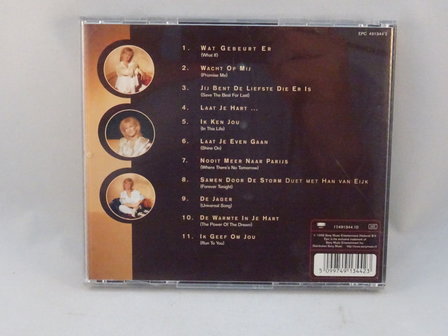 EPC 491344 2
1. WAT GEBEURT ER
(What If)
2. WACHT OP MIJ
(Promise Me)
3. JIJ BENT DE LIEFSTE DIE ER IS
(Save The Best For Last)
4. LAAT JE HART ...
5. IK KEN JOU
(In This Life)
6. LAAT JE EVEN GAAN
(Shine On)
7. NOOIT MEER NAAR PARIJS
(Where There's No Tomorrow)
8. SAMEN DOOR DE STORM DUET MET HAN VAN EIJK
(Forever Tonight)
9. DE JAGER
(Universal Song)
10. DE WARMTE IN JE HART
(The Power Of The Dream)
11. IK GEEF OM JOU
(Run To You)
5 099749 134423